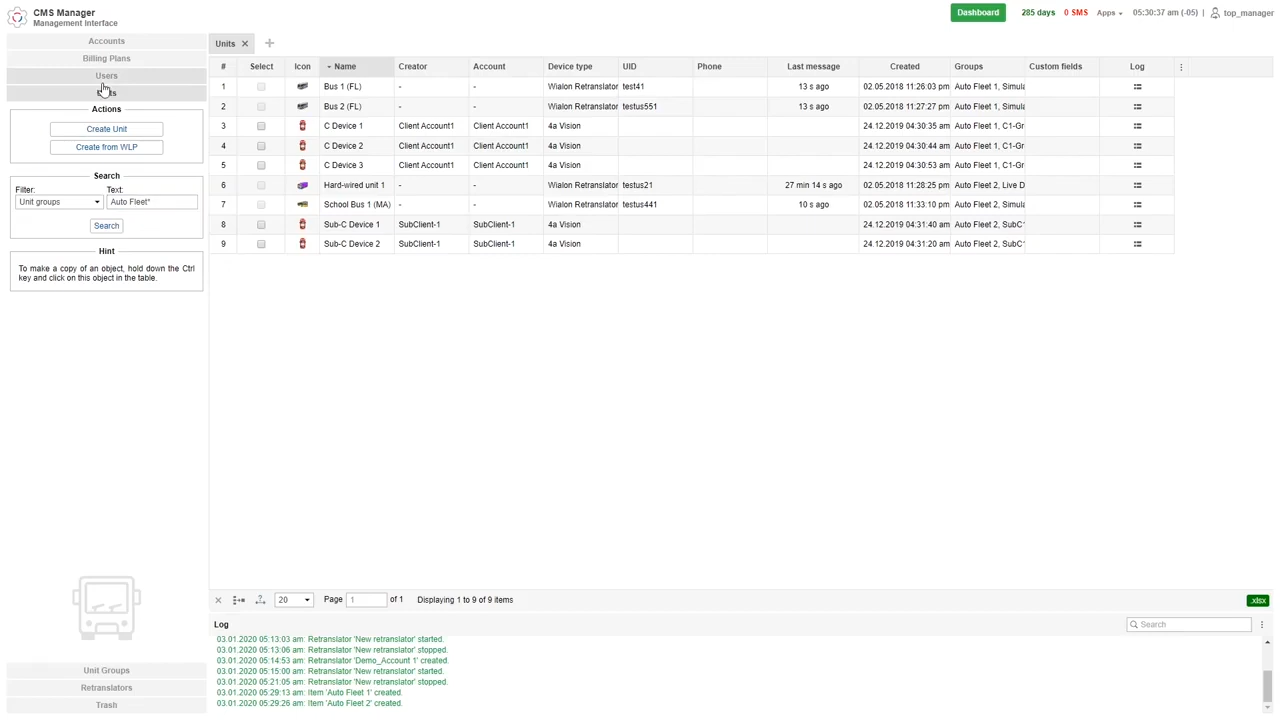 CMS Manager
Management Interface
Dashboard 285 days 0 SMS Apps 05:30:37 am (-05) | top_manager
Accounts
Billing Plans
Users
Actions
Create Unit
Create from WLP
Search
Filter: Text:
Unit groups Auto Fleet*
Search
Hint
To make a copy of an object, hold down the Ctrl
key and click on this object in the table.
Unit Groups
Retranslators
Trash
Units
# Select Icon Name Creator Account Device type UID Phone Last message Created Groups Custom fields Log
1 Bus 1 (FL) - - Wialon Retranslator test41 13 s ago 02.05.2018 11:26:03 pm Auto Fleet 1, Simula
2 Bus 2 (FL) - - Wialon Retranslator testus551 13 s ago 02.05.2018 11:27:27 pm Auto Fleet 1, Simula
3 C Device 1 Client Account1 Client Account1 4a Vision 24.12.2019 04:30:35 am Auto Fleet 1, C1-Gr
4 C Device 2 Client Account1 Client Account1 4a Vision 24.12.2019 04:30:44 am Auto Fleet 1, C1-Gr
5 C Device 3 Client Account1 Client Account1 4a Vision 24.12.2019 04:30:53 am Auto Fleet 1, C1-Gr
6 Hard-wired unit 1 - - Wialon Retranslator testus21 27 min 14 s ago 02.05.2018 11:28:25 pm Auto Fleet 2, Live D
7 School Bus 1 (MA) - - Wialon Retranslator testus441 10 s ago 02.05.2018 11:33:10 pm Auto Fleet 2, Simula
8 Sub-C Device 1 SubClient-1 SubClient-1 4a Vision 24.12.2019 04:31:40 am Auto Fleet 2, SubC
9 Sub-C Device 2 SubClient-1 SubClient-1 4a Vision 24.12.2019 04:31:20 am Auto Fleet 2, SubC
20 Page 1 of 1 Displaying 1 to 9 of 9 items .xlsx
Log Search
03.01.2020 05:13:03 am: Retranslator 'New retranslator' started.
03.01.2020 05:13:06 am: Retranslator 'New retranslator' stopped.
03.01.2020 05:14:53 am: Retranslator 'Demo_Account 1' created.
03.01.2020 05:15:00 am: Retranslator 'New retranslator' started.
03.01.2020 05:21:05 am: Retranslator 'New retranslator' stopped.
03.01.2020 05:29:13 am: Item 'Auto Fleet 1' created.
03.01.2020 05:29:26 am: Item 'Auto Fleet 2' created.